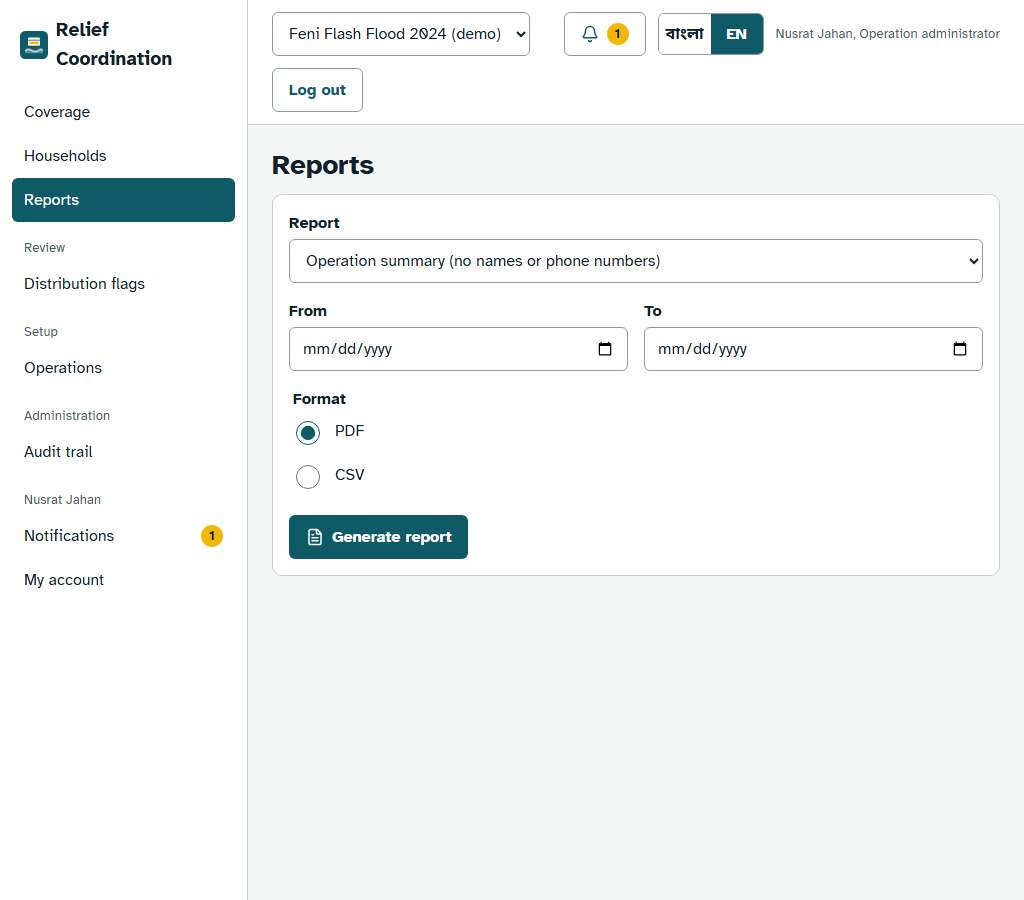 Relief
Coordination
Coverage
Households
Reports
Review
Distribution flags
Setup
Operations
Administration
Audit trail
Nusrat Jahan
Notifications 1
My account
Feni Flash Flood 2024 (demo)
1
বাংলা EN
Nusrat Jahan, Operation administrator
Log out
Reports
Report
Operation summary (no names or phone numbers)
From To
mm/dd/yyyy mm/dd/yyyy
Format
PDF
CSV
Generate report